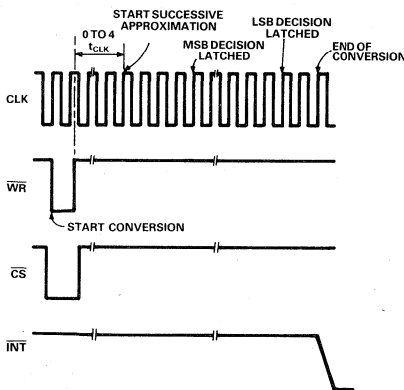 0 TO 4
tCLK
START SUCCESSIVE
APPROXIMATION
MSB DECISION
LATCHED
LSB DECISION
LATCHED
END OF
CONVERSION
CLK
WR
START CONVERSION
CS
INT